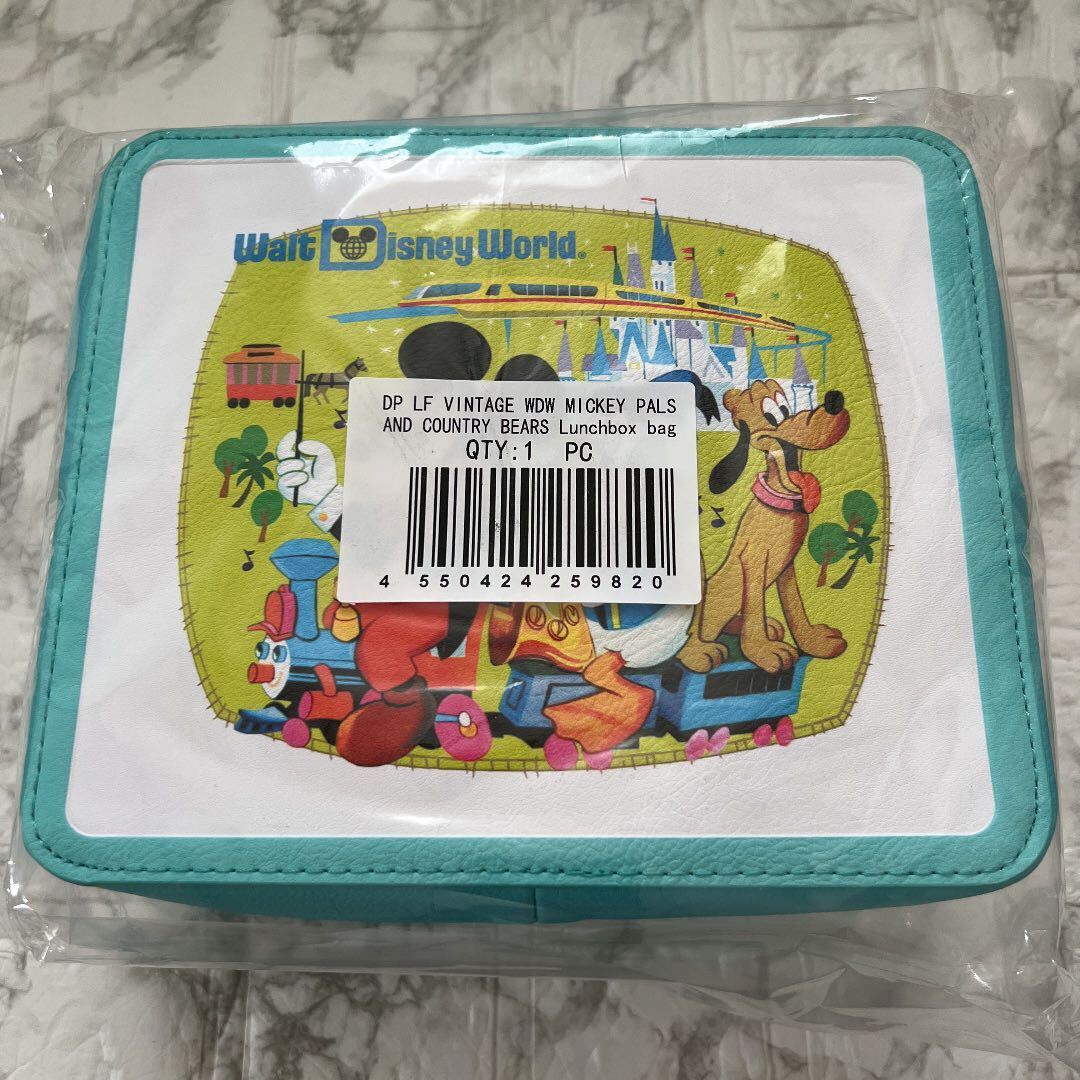 Walt Disney World®
DP LF VINTAGE WDW MICKEY PALS
AND COUNTRY BEARS Lunchbox bag
QTY:1 PC
4 550424 259820